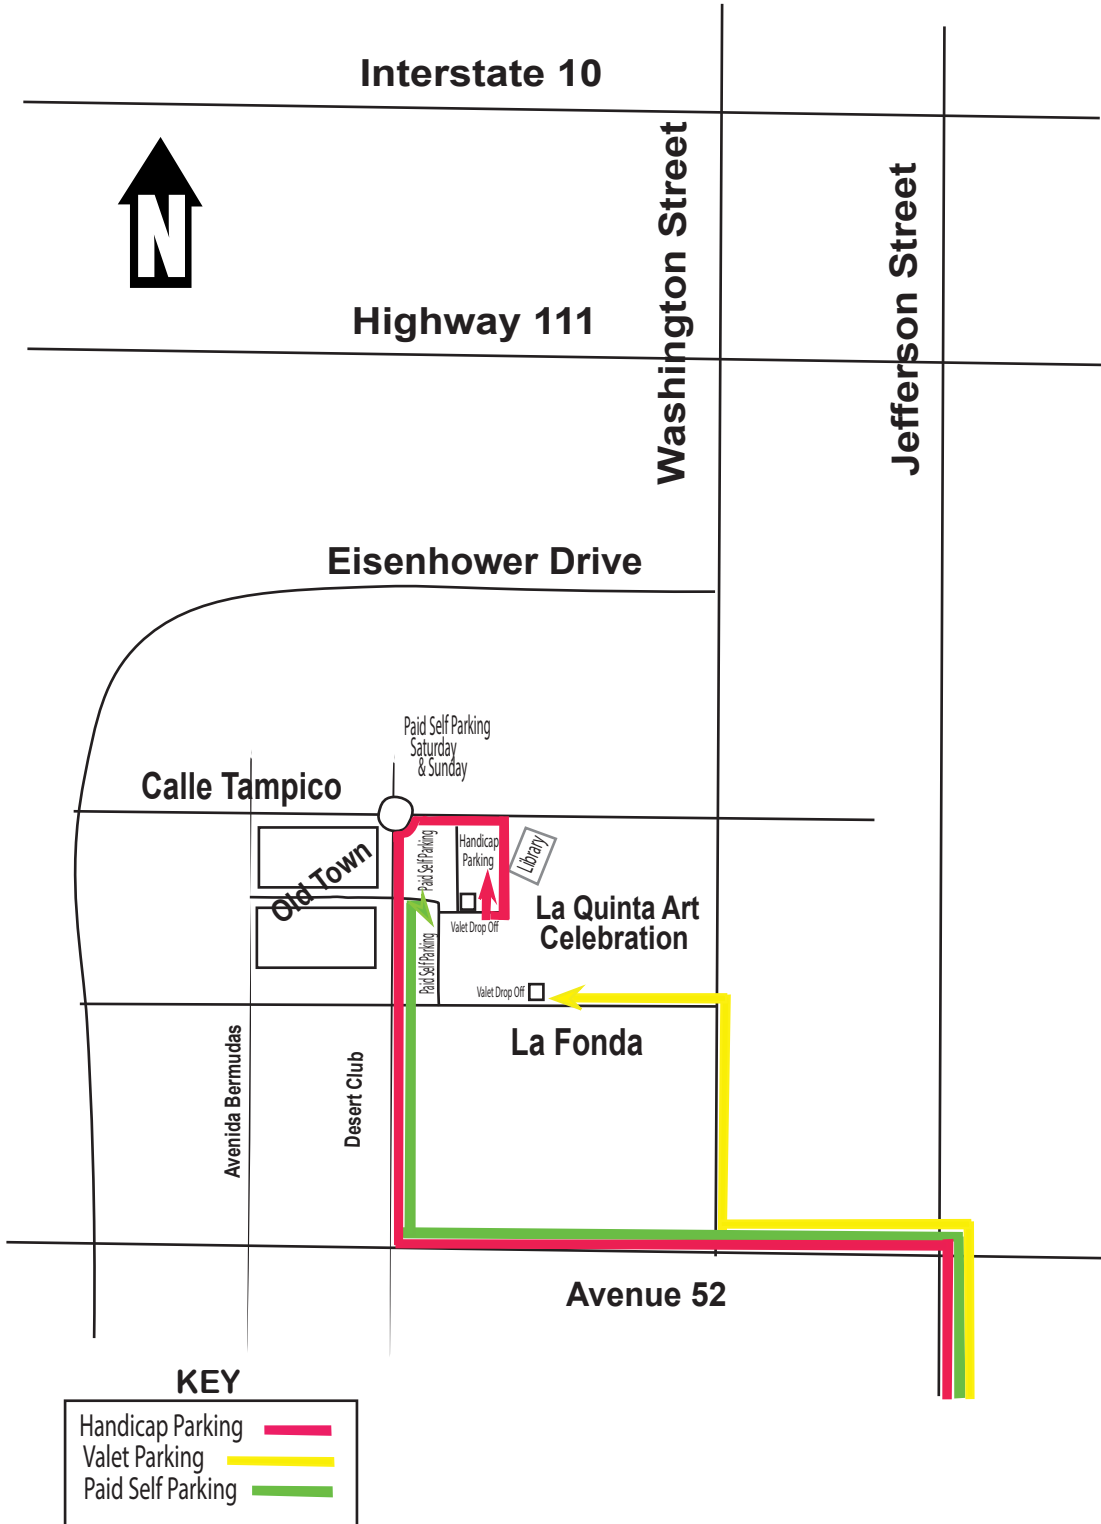 Interstate 10
N
Washington Street
Jefferson Street
Highway 111
Eisenhower Drive
Paid Self Parking
Saturday
& Sunday
Calle Tampico
Old Town
Paid Self Parking
Handicap
Parking
Library
La Quinta Art
Celebration
Valet Drop Off
Paid Self Parking
Valet Drop Off
La Fonda
Avenida Bermudas
Desert Club
Avenue 52
KEY
Handicap Parking
Valet Parking
Paid Self Parking